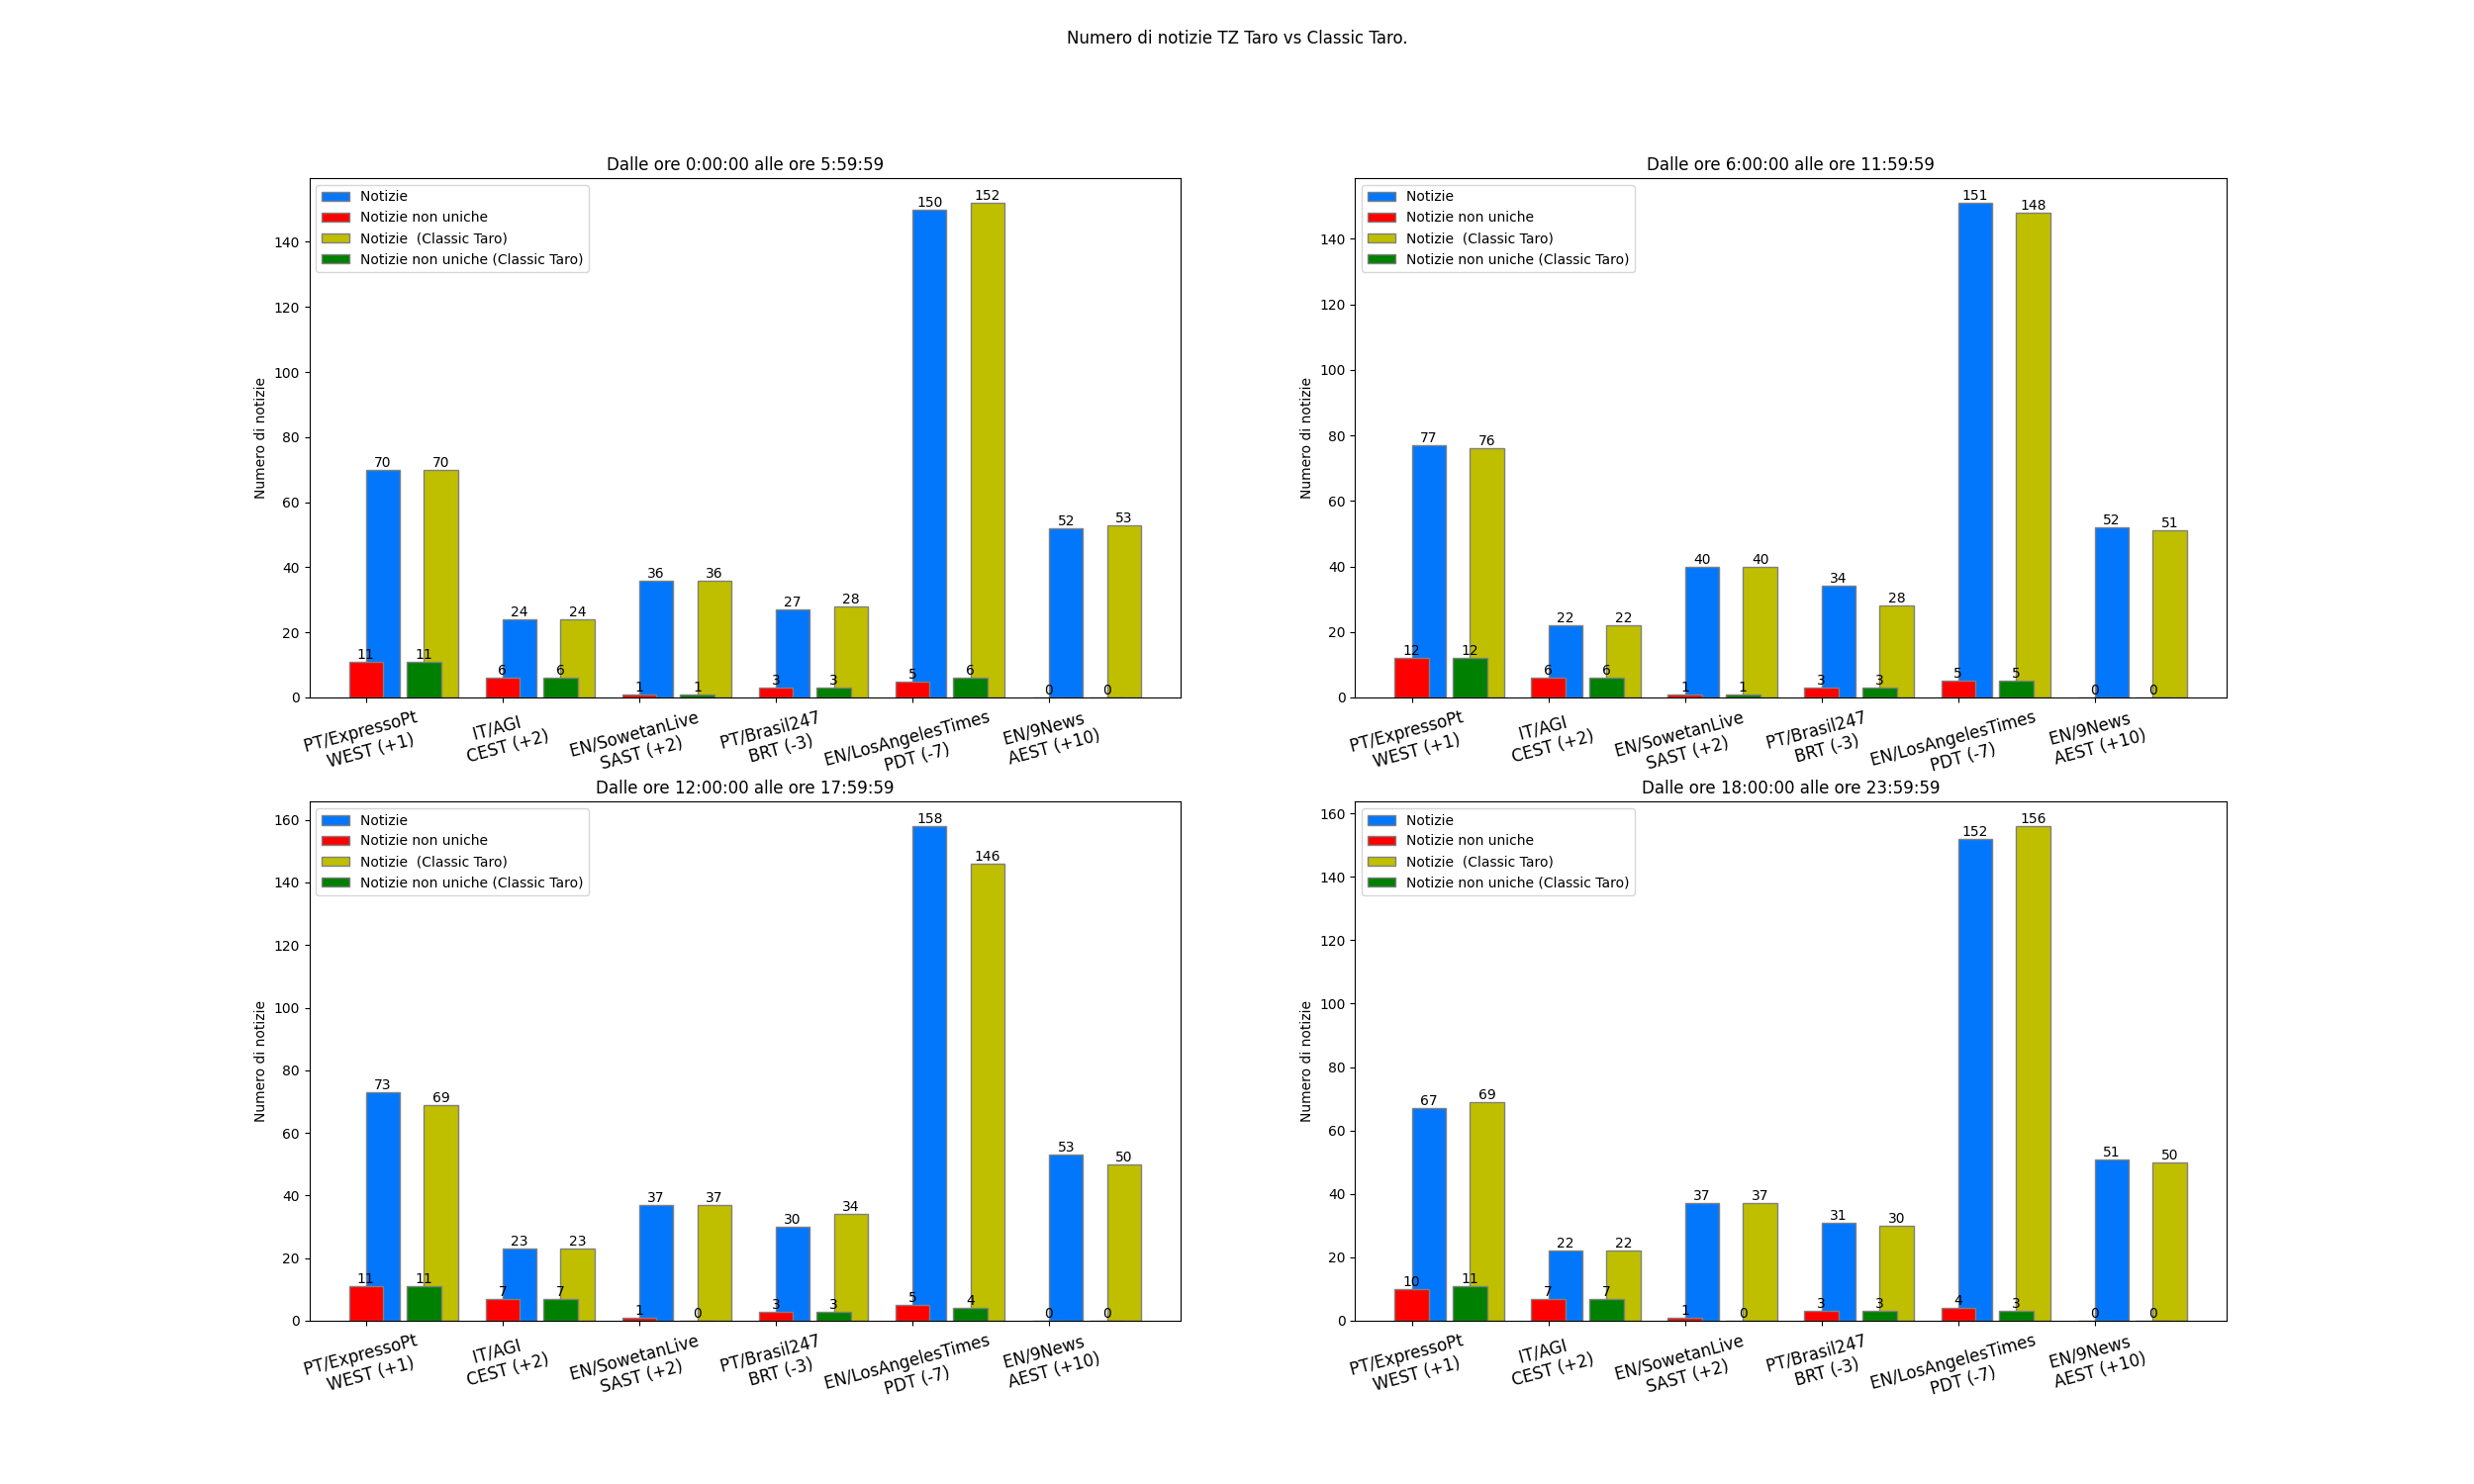 Numero di notizie TZ Taro vs Classic Taro.
Dalle ore 0:00:00 alle ore 5:59:59
Notizie
Notizie non uniche
Notizie  (Classic Taro)
Notizie non uniche (Classic Taro)
Numero di notizie
140
120
100
80
60
40
20
0
70 70 24 24 36 36 27 28 150 152 52 53
11 11 6 6 1 1 3 3 5 6 0 0
PT/ExpressoPt
WEST (+1)
IT/AGI
CEST (+2)
EN/SowetanLive
SAST (+2)
PT/Brasil247
BRT (-3)
EN/LosAngelesTimes
PDT (-7)
EN/9News
AEST (+10)
Dalle ore 6:00:00 alle ore 11:59:59
Notizie
Notizie non uniche
Notizie  (Classic Taro)
Notizie non uniche (Classic Taro)
Numero di notizie
140
120
100
80
60
40
20
0
77 76 22 22 40 40 34 28 151 148 52 51
12 12 6 6 1 1 3 3 5 5 0 0
PT/ExpressoPt
WEST (+1)
IT/AGI
CEST (+2)
EN/SowetanLive
SAST (+2)
PT/Brasil247
BRT (-3)
EN/LosAngelesTimes
PDT (-7)
EN/9News
AEST (+10)
Dalle ore 12:00:00 alle ore 17:59:59
Notizie
Notizie non uniche
Notizie  (Classic Taro)
Notizie non uniche (Classic Taro)
Numero di notizie
160
140
120
100
80
60
40
20
0
73 69 23 23 37 37 30 34 158 146 53 50
11 11 7 7 1 0 3 3 5 4 0 0
PT/ExpressoPt
WEST (+1)
IT/AGI
CEST (+2)
EN/SowetanLive
SAST (+2)
PT/Brasil247
BRT (-3)
EN/LosAngelesTimes
PDT (-7)
EN/9News
AEST (+10)
Dalle ore 18:00:00 alle ore 23:59:59
Notizie
Notizie non uniche
Notizie  (Classic Taro)
Notizie non uniche (Classic Taro)
Numero di notizie
160
140
120
100
80
60
40
20
0
67 69 22 22 37 37 31 30 152 156 51 50
10 11 7 7 1 0 3 3 4 3 0 0
PT/ExpressoPt
WEST (+1)
IT/AGI
CEST (+2)
EN/SowetanLive
SAST (+2)
PT/Brasil247
BRT (-3)
EN/LosAngelesTimes
PDT (-7)
EN/9News
AEST (+10)